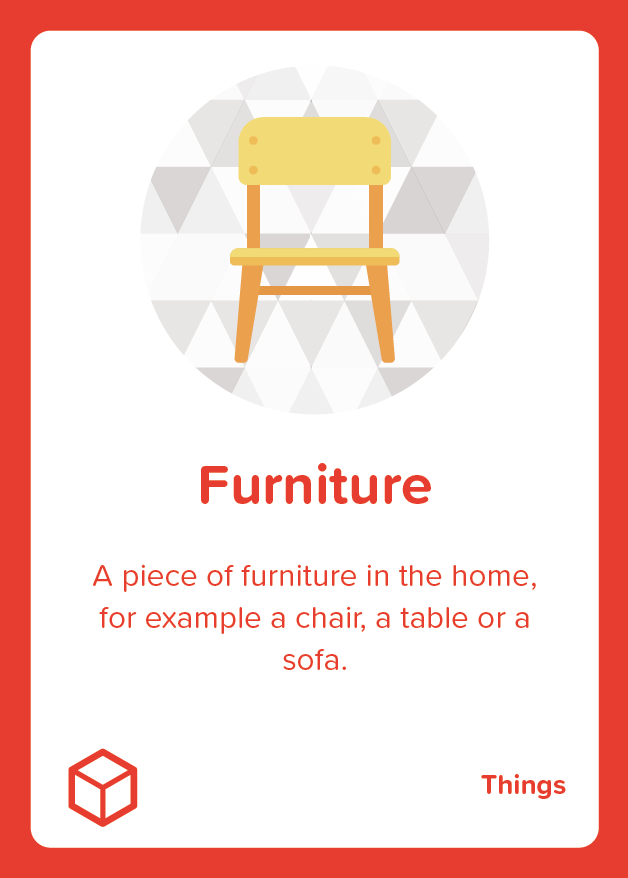 Furniture
A piece of furniture in the home,
for example a chair, a table or a
sofa.
Things